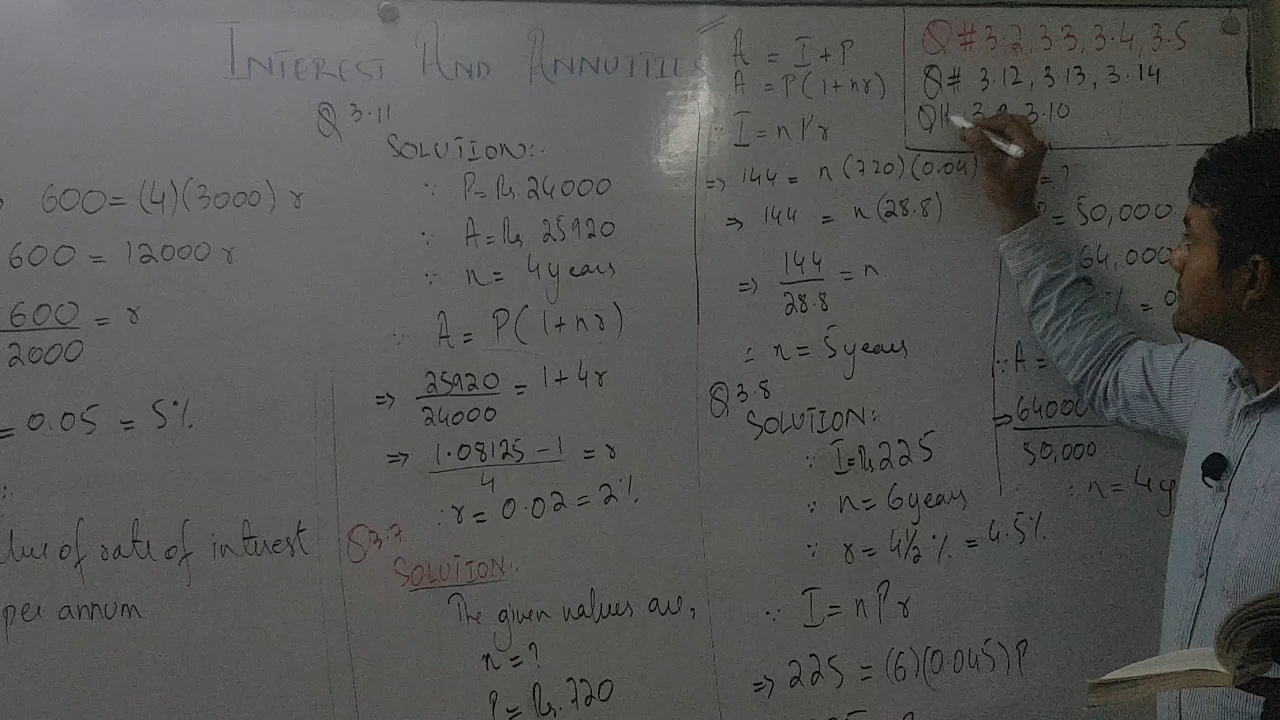 INTEREST AND ANNUITIES
600 = (4)(3000) r
600 = 12000 r
600
2000
= r
= 0.05 = 5%
rate of interest
per annum
Q 3.11
SOLUTION:-
∵ P = Rs. 24000
∵ A = Rs 25920
∵ n = 4 years
∵ A = P( 1 + nr )
=> 25920 = 1 + 4r
24000
=> 1.08125 - 1 = r
4
∴ r = 0.02 = 2%
Q3.7
SOLUTION:-
The given values are,
n = ?
P = Rs. 720
A = I + P
A = P(1+nr)
∵ I = nPr
=> 144 = n(720)(0.04)
=> 144 = n(28.8)
=> 144 = n
28.8
∴ n = 5 years
Q 3.8
SOLUTION:
∵ I = Rs 225
∵ n = 6 years
∵ r = 4½ % = 4.5%
∵ I = nPr
=> 225 = (6)(0.045)P
Q # 3.2, 3.3, 3.4, 3.5
Q # 3.12, 3.13, 3.14
3.10
= ?
= 50,000
64,000
% = 0
∵ A =
=> 64000
50,000
∴ n = 4 y